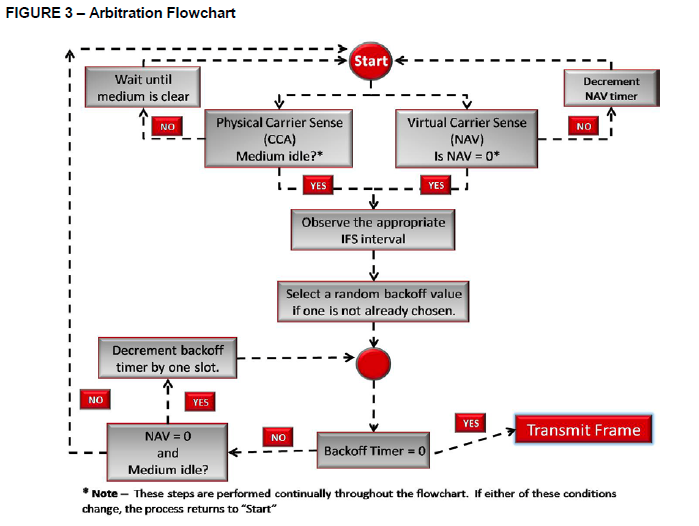 FIGURE 3 – Arbitration Flowchart
Start
Wait until
medium is clear
Decrement
NAV timer
NO
Physical Carrier Sense
(CCA)
Medium idle?*
Virtual Carrier Sense
(NAV)
Is NAV = 0*
NO
YES
YES
Observe the appropriate
IFS interval
Select a random backoff value
if one is not already chosen.
Decrement backoff
timer by one slot.
NO
YES
YES
Transmit Frame
NAV = 0
and
Medium idle?
NO
Backoff Timer = 0
* Note – These steps are performed continually throughout the flowchart. If either of these conditions
change, the process returns to "Start"